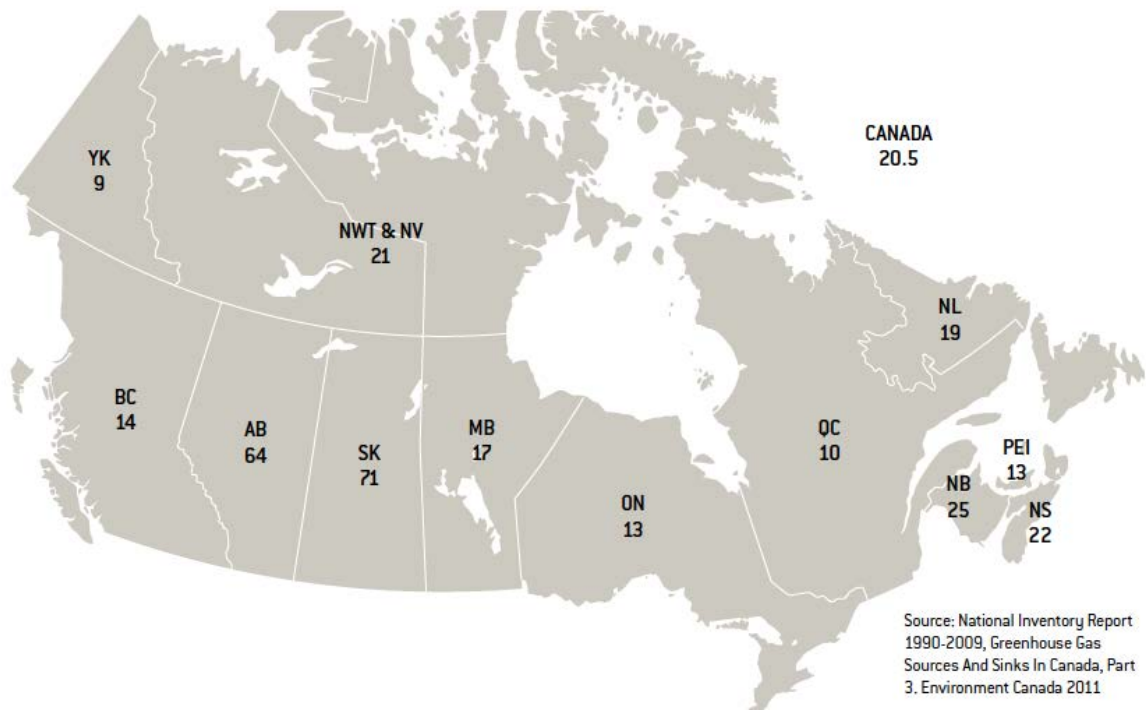 CANADA
20.5
YK
9
NWT & NV
21
NL
19
BC
14
AB
64
SK
71
MB
17
ON
13
QC
10
PEI
13
NB
25
NS
22
Source: National Inventory Report
1990-2009, Greenhouse Gas
Sources And Sinks In Canada, Part
3. Environment Canada 2011